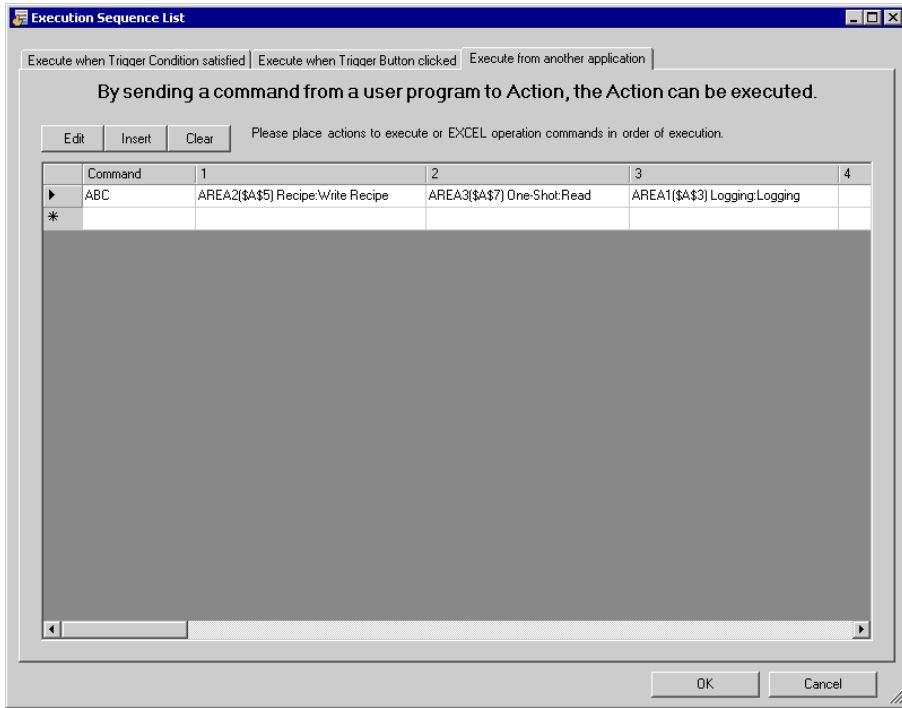 Execution Sequence List
Execute when Trigger Condition satisfied Execute when Trigger Button clicked Execute from another application
By sending a command from a user program to Action, the Action can be executed.
Edit Insert Clear Please place actions to execute or EXCEL operation commands in order of execution.
Command 1 2 3 4
ABC AREA2($A$5) Recipe:Write Recipe AREA3($A$7) One-Shot:Read AREA1($A$3) Logging:Logging
OK Cancel